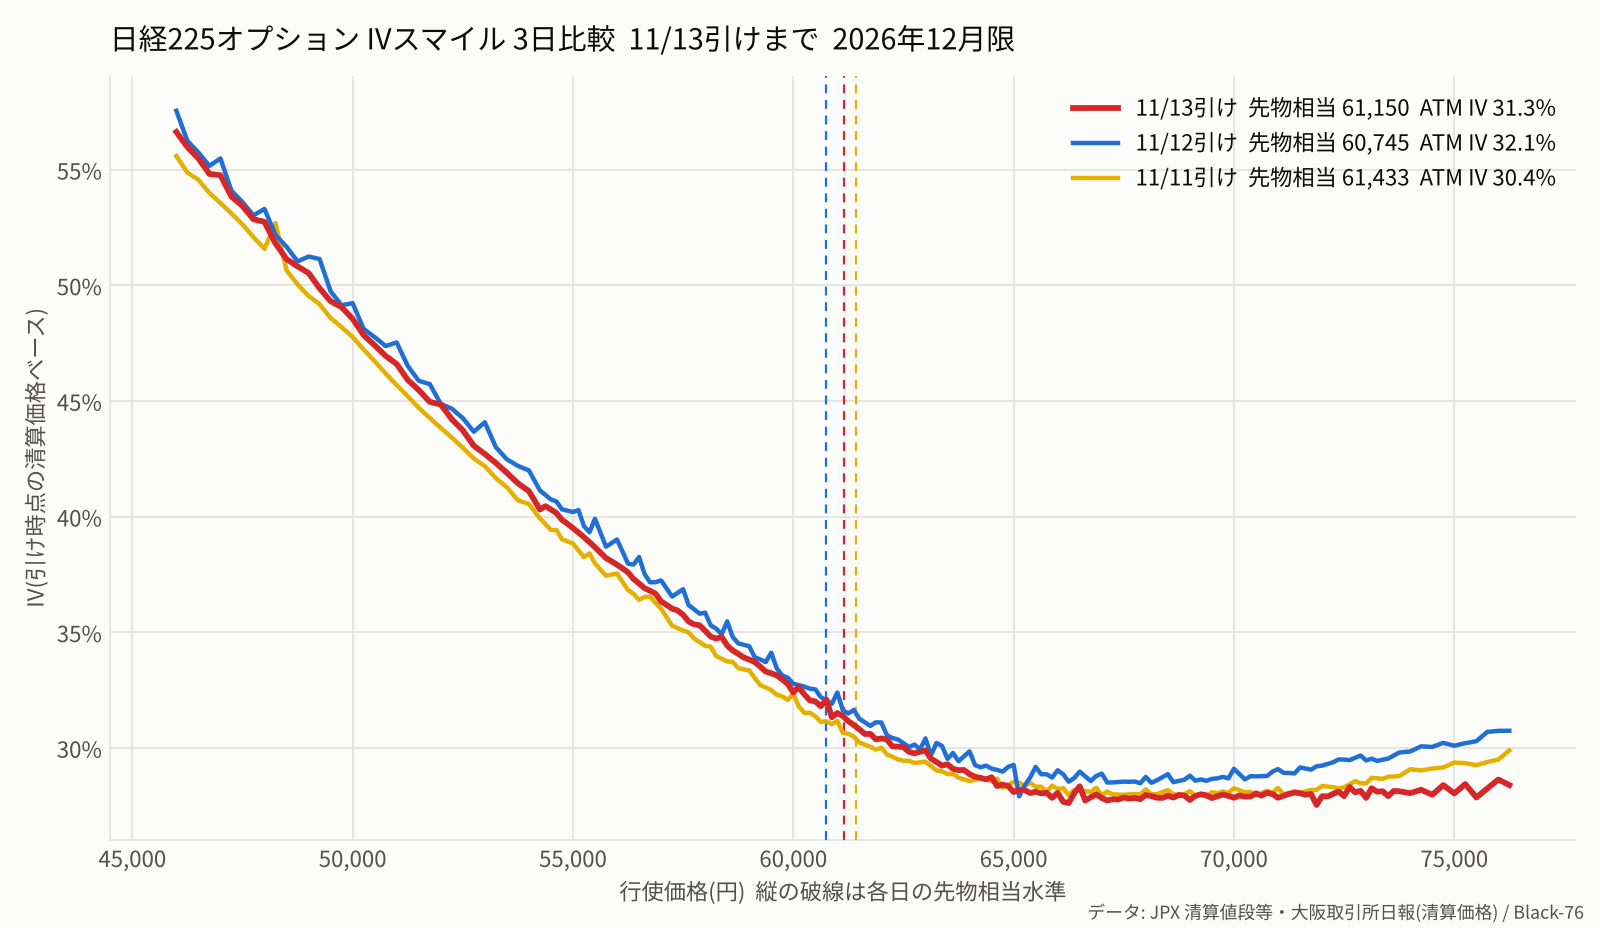 日経225オプション IVスマイル 3日比較 11/13引けまで 2026年12月限
11/13引け 先物相当 61,150 ATM IV 31.3%
11/12引け 先物相当 60,745 ATM IV 32.1%
11/11引け 先物相当 61,433 ATM IV 30.4%
IV(引け時点の清算価格ベース)
55%
50%
45%
40%
35%
30%
45,000
50,000
55,000
60,000
65,000
70,000
75,000
行使価格(円) 縦の破線は各日の先物相当水準
データ: JPX 清算値段等・大阪取引所日報(清算価格) / Black-76